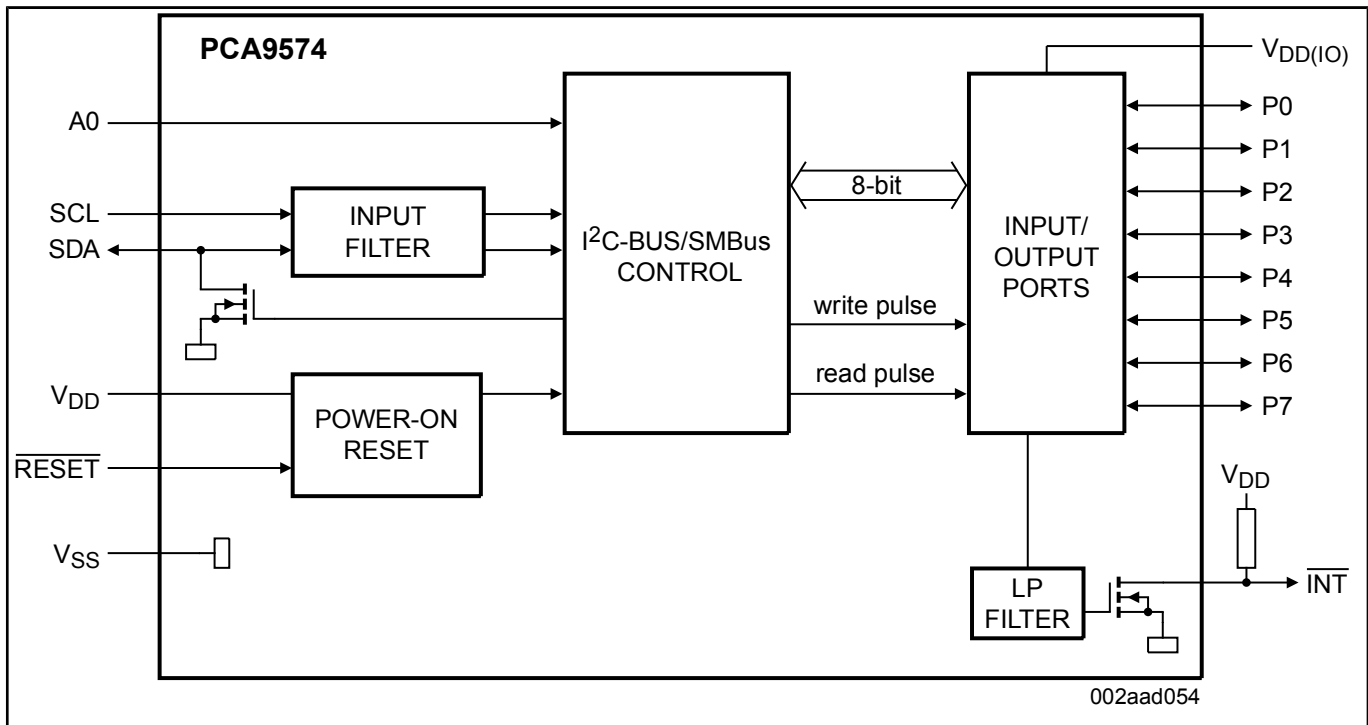 PCA9574
A0
SCL
SDA
V_DD
R̅E̅S̅E̅T̅
V_SS
INPUT
FILTER
POWER-ON
RESET
I²C-BUS/SMBus
CONTROL
8-bit
write pulse
read pulse
INPUT/
OUTPUT
PORTS
LP
FILTER
V_DD(IO)
P0
P1
P2
P3
P4
P5
P6
P7
V_DD
I̅N̅T̅
002aad054